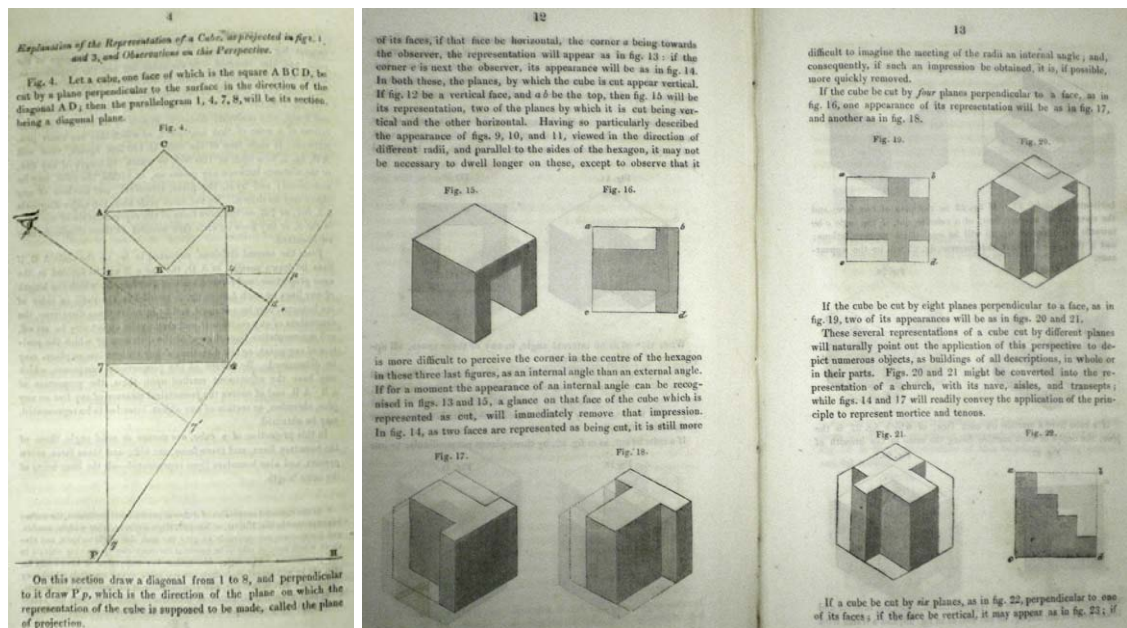 4
Explanation of the Representation of a Cube, as projected in figs. 1
and 3, and Observations on this Perspective.
Fig. 4. Let a cube, one face of which is the square A B C D, be
cut by a plane perpendicular to the surface in the direction of the
diagonal A D; then the parallelogram 1, 4, 7, 8, will be its section,
being a diagonal plane.
Fig. 4.
C
A
D
B
1
4
p
7
8
7'
P
H
On this section draw a diagonal from 1 to 8, and perpendicular
to it draw P p, which is the direction of the plane on which the
representation of the cube is supposed to be made, called the plane
of projection.
12
of its faces, if that face be horizontal, the corner a being towards
the observer, the representation will appear as in fig. 13: if the
corner c is next the observer, its appearance will be as in fig. 14.
In both these, the planes, by which the cube is cut appear vertical.
If fig. 12 be a vertical face, and a b be the top, then fig. 15 will be
its representation, two of the planes by which it is cut being ver-
tical and the other horizontal. Having so particularly described
the appearance of figs. 9, 10, and 11, viewed in the direction of
different radii, and parallel to the sides of the hexagon, it may not
be necessary to dwell longer on these, except to observe that it
Fig. 15.
Fig. 16.
a
b
c
d.
is more difficult to perceive the corner in the centre of the hexagon
in these three last figures, as an internal angle than an external angle.
If for a moment the appearance of an internal angle can be recog-
nised in figs. 13 and 15, a glance on that face of the cube which is
represented as cut, will immediately remove that impression.
In fig. 14, as two faces are represented as being cut, it is still more
Fig. 17.
Fig. 18.
13
difficult to imagine the meeting of the radii an internal angle; and,
consequently, if such an impression be obtained, it is, if possible,
more quickly removed.
If the cube be cut by four planes perpendicular to a face, as in
fig. 16, one appearance of its representation will be as in fig. 17,
and another as in fig. 18.
Fig. 19.
Fig. 20.
a
b
c
d.
If the cube be cut by eight planes perpendicular to a face, as in
fig. 19, two of its appearances will be as in figs. 20 and 21.
These several representations of a cube cut by different planes
will naturally point out the application of this perspective to de-
pict numerous objects, as buildings of all descriptions, in whole or
in their parts. Figs. 20 and 21 might be converted into the re-
presentation of a church, with its nave, aisles, and transepts;
while figs. 14 and 17 will readily convey the application of the prin-
ciple to represent mortice and tenons.
Fig. 21.
Fig. 22.
a
c
d
If a cube be cut by six planes, as in fig. 22, perpendicular to one
of its faces; if the face be vertical, it may appear as in fig. 23; if